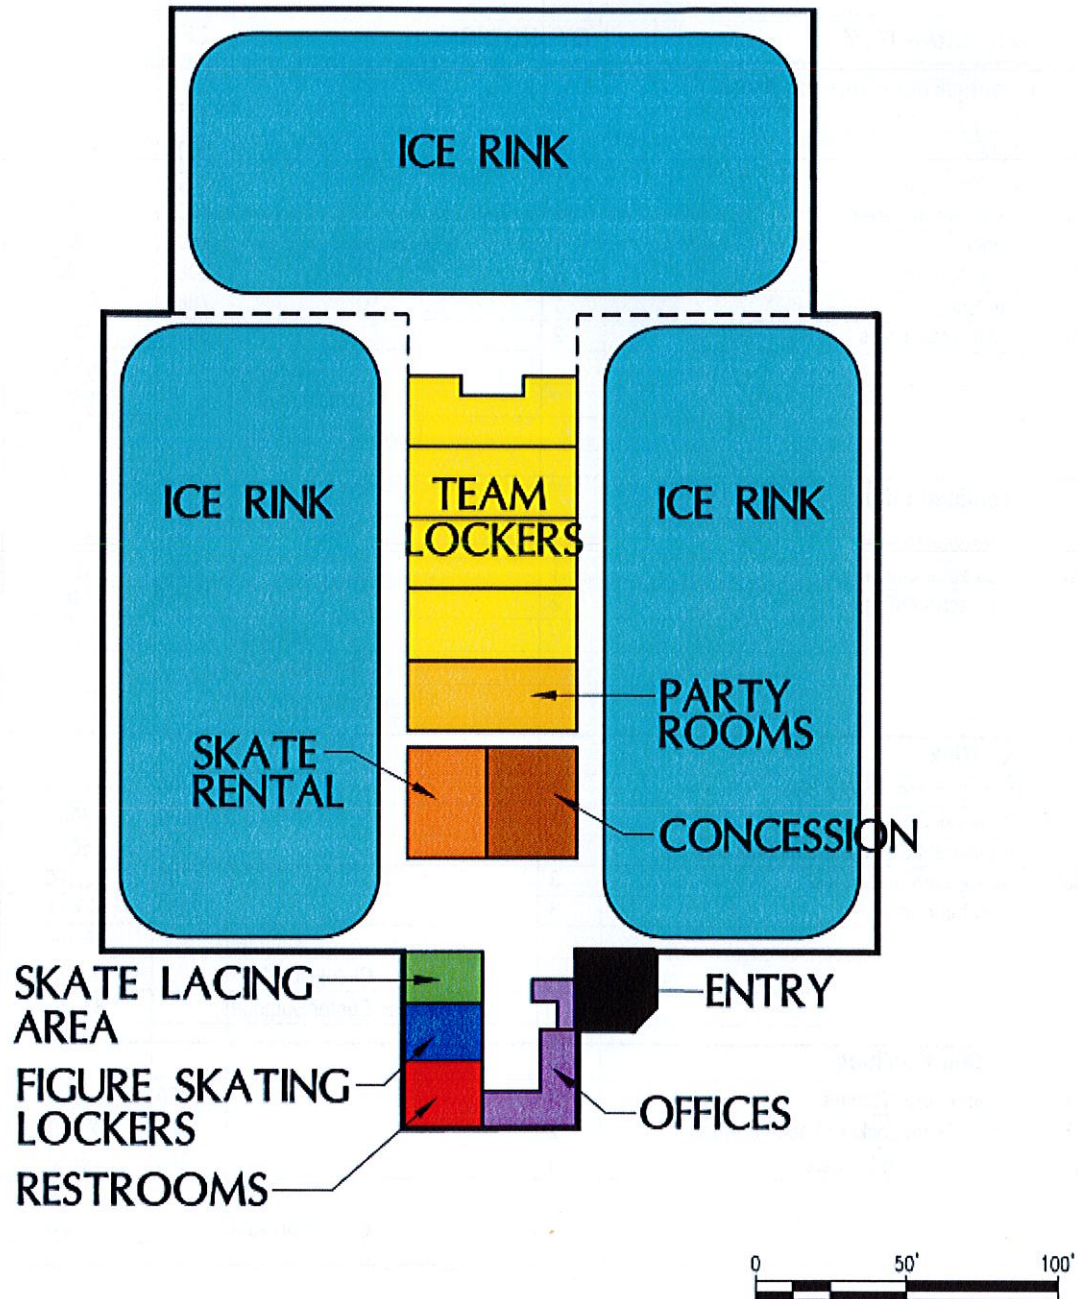 ICE RINK
ICE RINK
TEAM
LOCKERS
ICE RINK
PARTY
ROOMS
SKATE
RENTAL
CONCESSION
SKATE LACING
AREA
ENTRY
FIGURE SKATING
LOCKERS
OFFICES
RESTROOMS
0 50' 100'